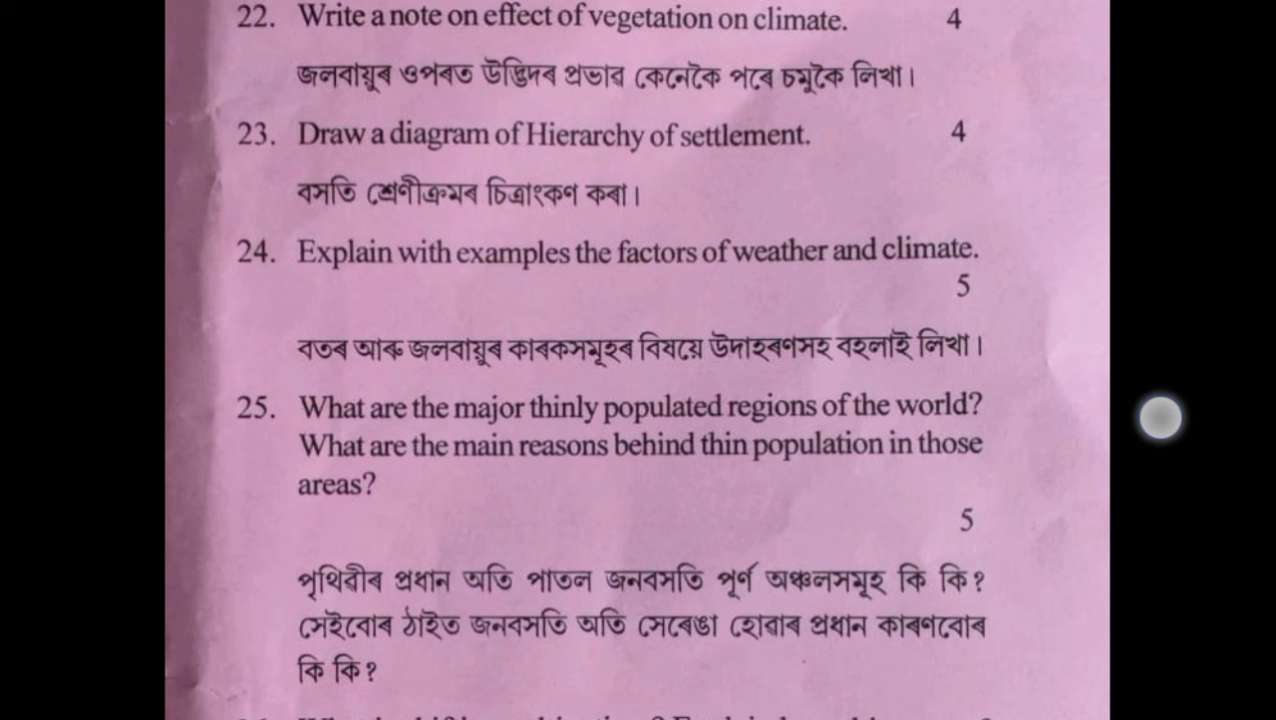 22. Write a note on effect of vegetation on climate. 4
জলবায়ুৰ ওপৰত উদ্ভিদৰ প্ৰভাৱ কেনেকৈ পৰে চমুকৈ লিখা।
23. Draw a diagram of Hierarchy of settlement. 4
বসতি শ্ৰেণীক্ৰমৰ চিত্ৰাংকণ কৰা।
24. Explain with examples the factors of weather and climate.
5
বতৰ আৰু জলবায়ুৰ কাৰকসমূহৰ বিষয়ে উদাহৰণসহ বহলাই লিখা।
25. What are the major thinly populated regions of the world?
What are the main reasons behind thin population in those
areas?
5
পৃথিৱীৰ প্ৰধান অতি পাতল জনবসতি পূৰ্ণ অঞ্চলসমূহ কি কি?
সেইবোৰ ঠাইত জনবসতি অতি সেৰেঙা হোৱাৰ প্ৰধান কাৰণবোৰ
কি কি?